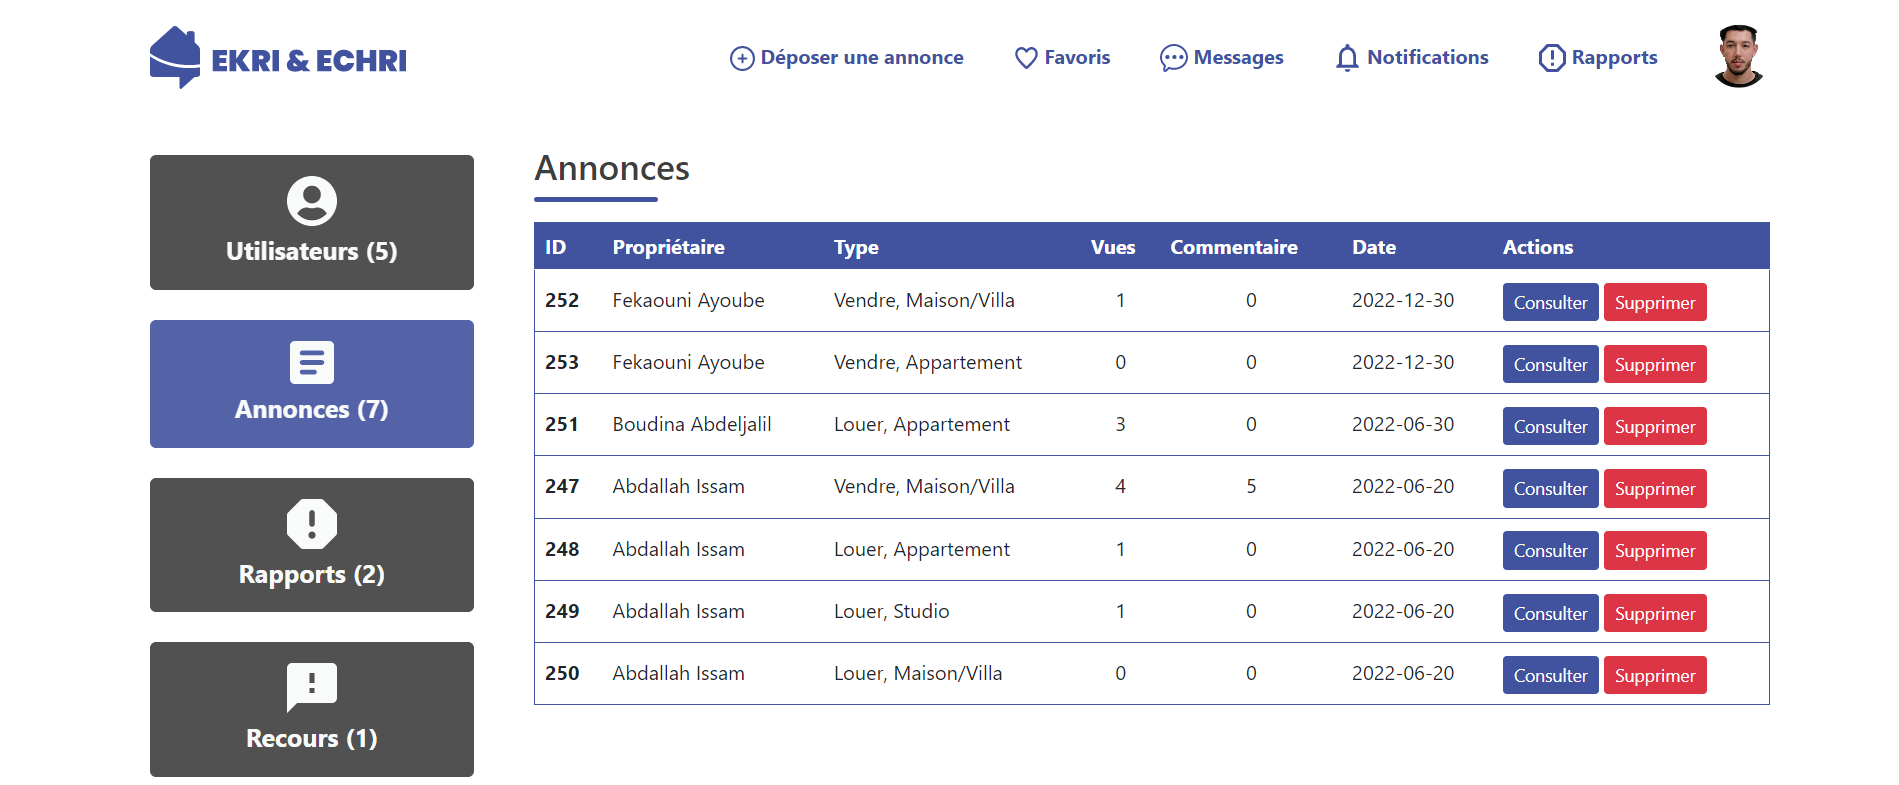 EKRI & ECHRI
Déposer une annonce Favoris Messages Notifications Rapports
Utilisateurs (5)
Annonces (7)
Rapports (2)
Recours (1)
Annonces
ID Propriétaire Type Vues Commentaire Date Actions
252 Fekaouni Ayoube Vendre, Maison/Villa 1 0 2022-12-30 Consulter Supprimer
253 Fekaouni Ayoube Vendre, Appartement 0 0 2022-12-30 Consulter Supprimer
251 Boudina Abdeljalil Louer, Appartement 3 0 2022-06-30 Consulter Supprimer
247 Abdallah Issam Vendre, Maison/Villa 4 5 2022-06-20 Consulter Supprimer
248 Abdallah Issam Louer, Appartement 1 0 2022-06-20 Consulter Supprimer
249 Abdallah Issam Louer, Studio 1 0 2022-06-20 Consulter Supprimer
250 Abdallah Issam Louer, Maison/Villa 0 0 2022-06-20 Consulter Supprimer